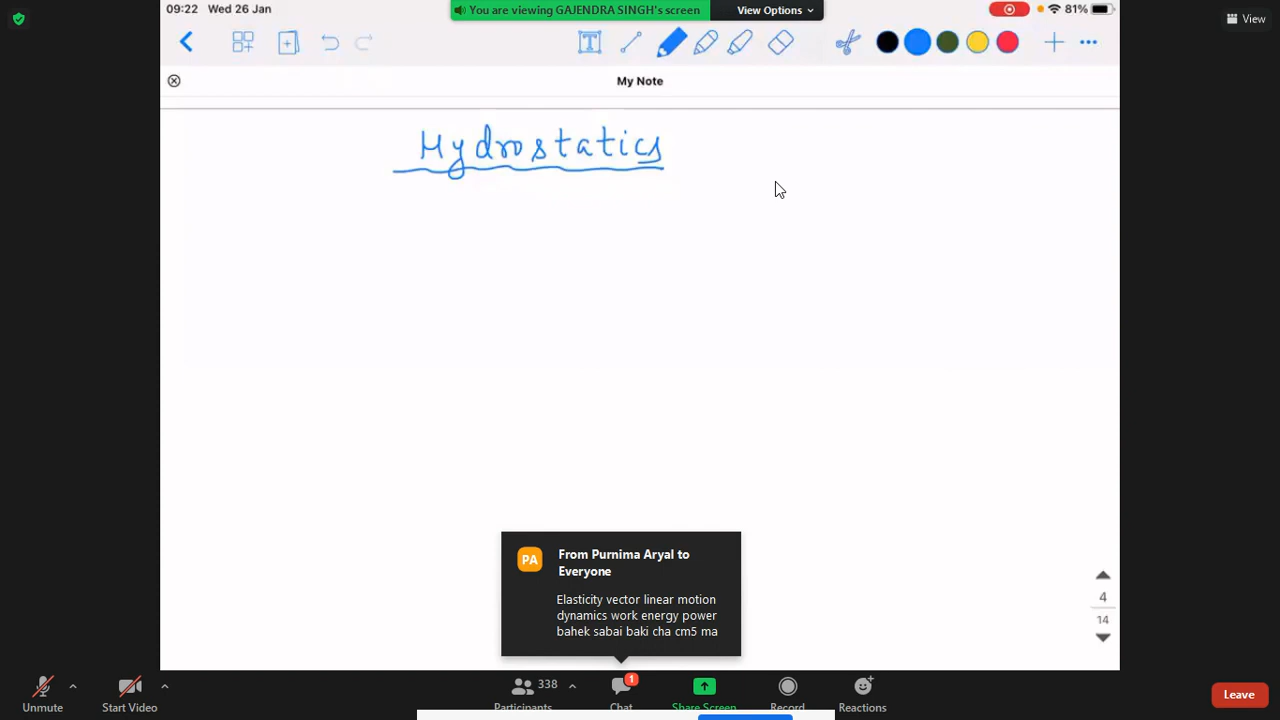 09:22 Wed 26 Jan
You are viewing GAJENDRA SINGH's screen
View Options
81%
View
My Note
Hydrostatics
PA
From Purnima Aryal to
Everyone
Elasticity vector linear motion
dynamics work energy power
bahek sabai baki cha cm5 ma
4
14
Unmute
Start Video
338
Participants
1
Chat
Share Screen
Record
Reactions
Leave